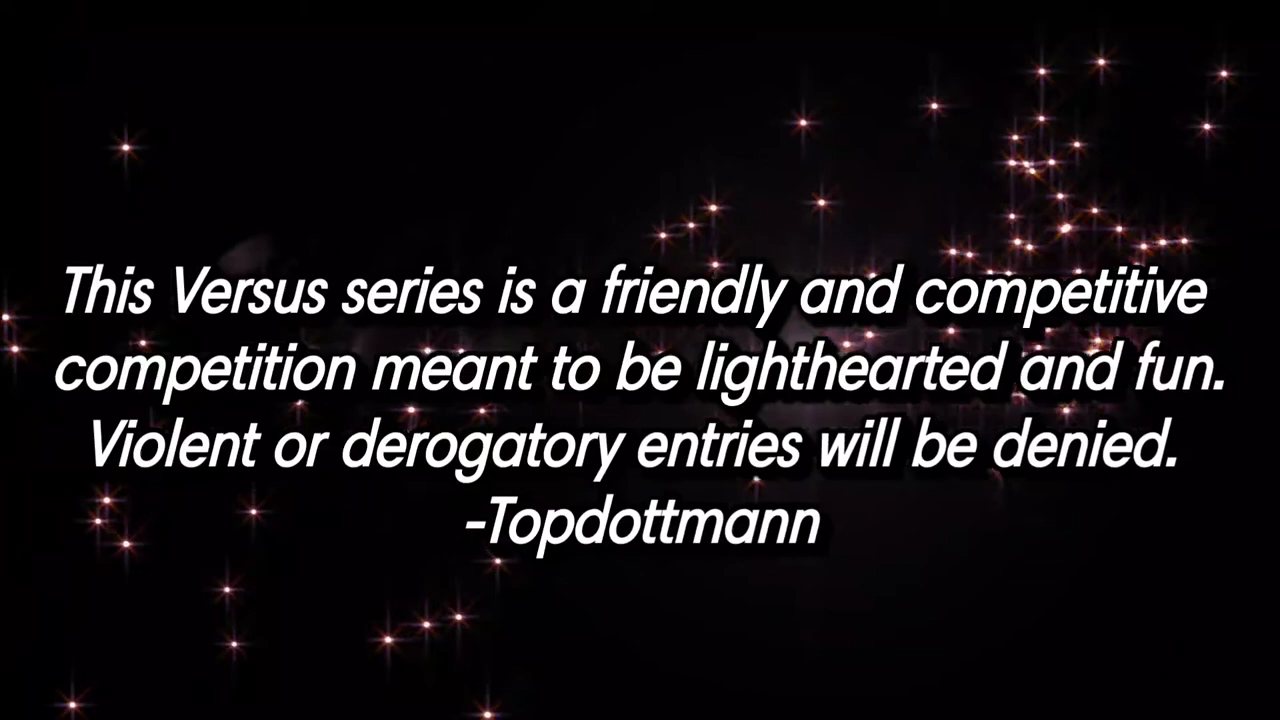 This Versus series is a friendly and competitive
competition meant to be lighthearted and fun.
Violent or derogatory entries will be denied.
-Topdottmann